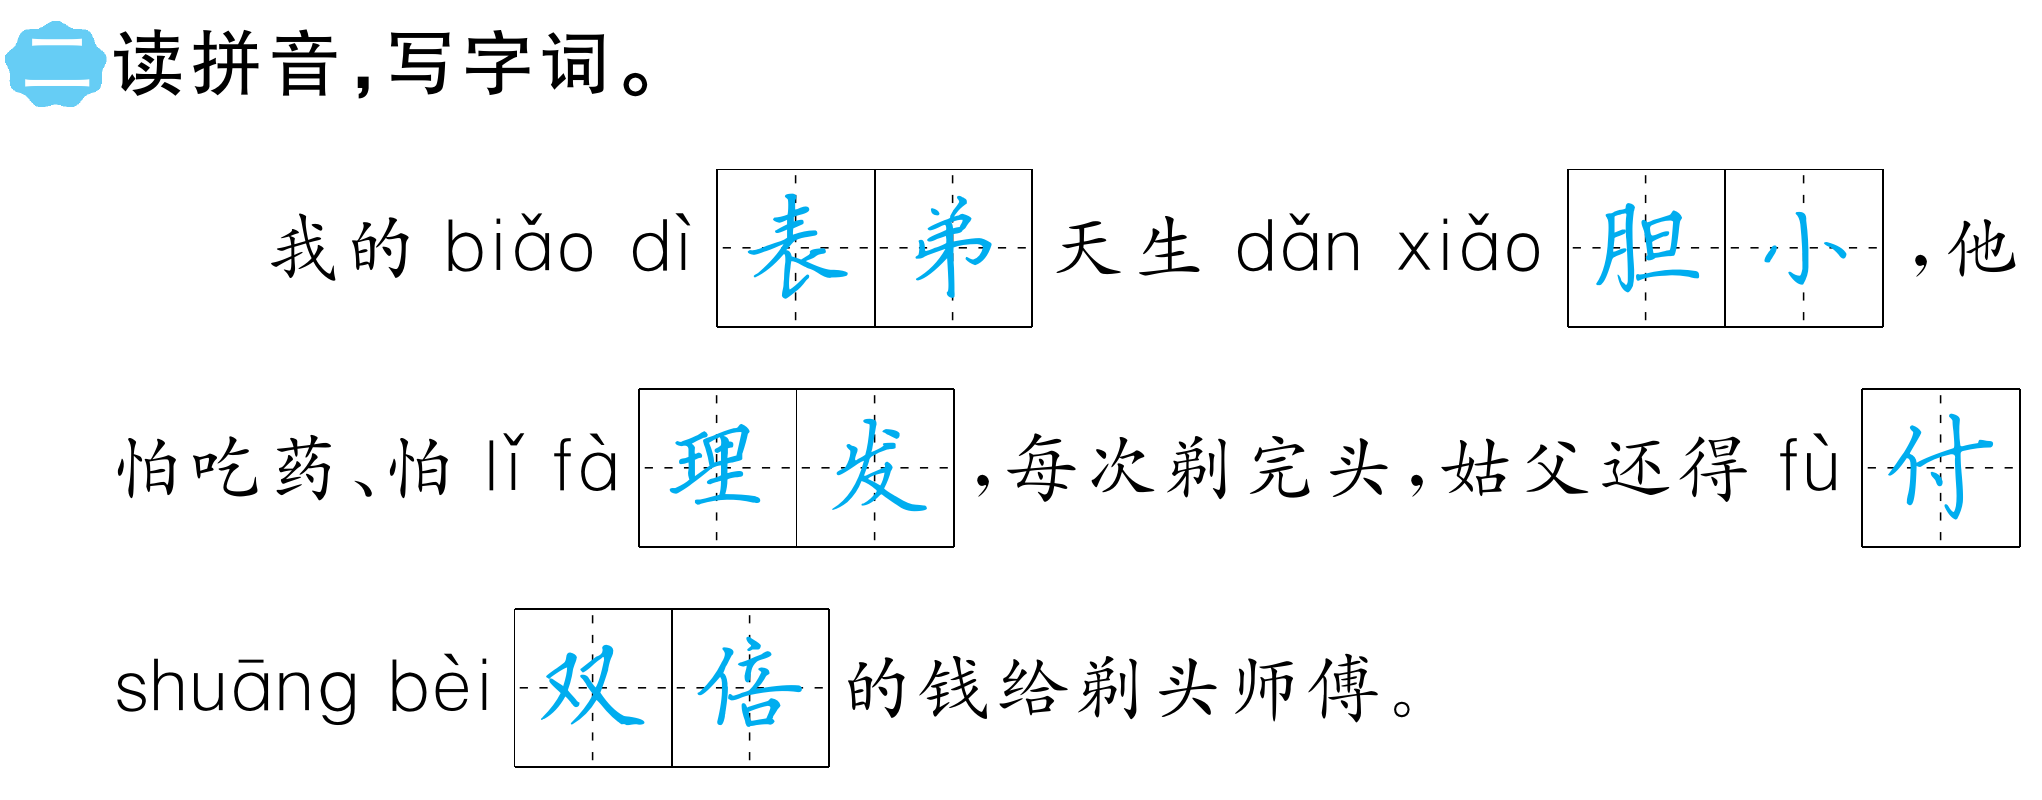 二 读拼音,写字词。
我的 biǎo dì 表弟 天生 dǎn xiǎo 胆小 ,他
怕吃药、怕 lǐ fà 理发 ,每次剃完头,姑父还得 fù 付
shuāng bèi 双倍 的钱给剃头师傅。